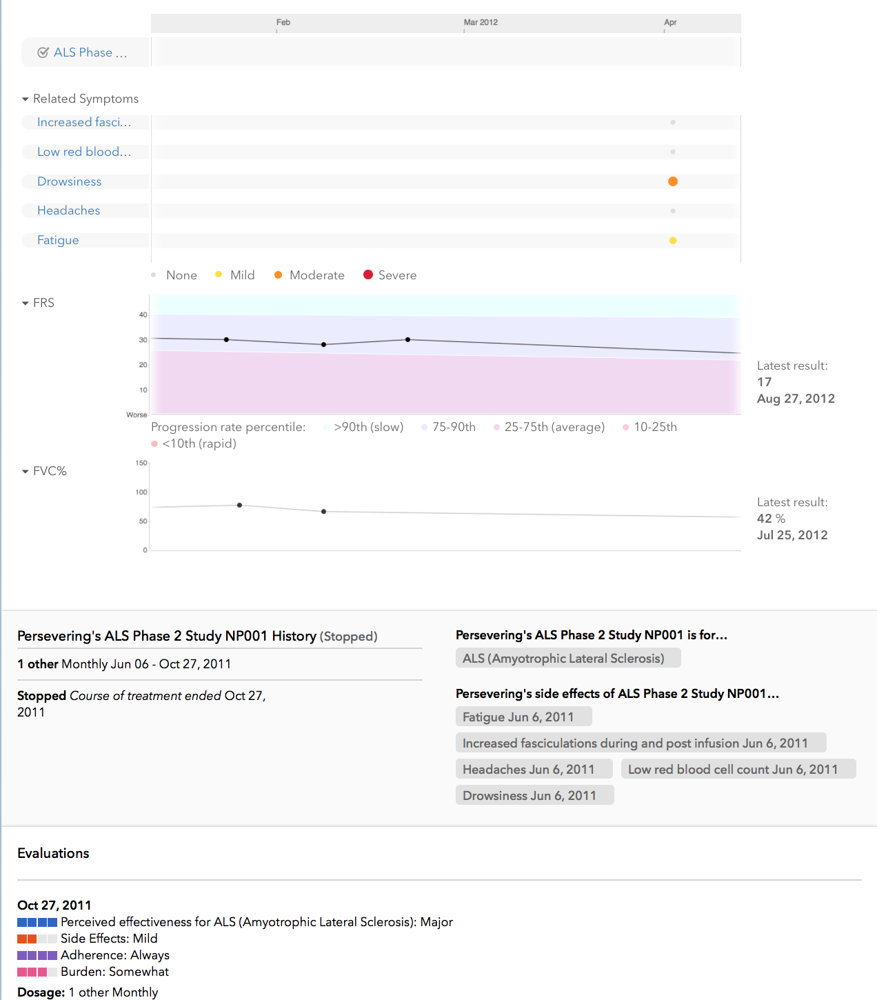 Feb Mar 2012 Apr
ALS Phase ...
Related Symptoms
Increased fasci...
Low red blood...
Drowsiness
Headaches
Fatigue
None Mild Moderate Severe
FRS
40
30
20
10
Worse
Latest result:
17
Aug 27, 2012
Progression rate percentile: >90th (slow) 75-90th 25-75th (average) 10-25th
<10th (rapid)
FVC%
150
100
50
0
Latest result:
42 %
Jul 25, 2012
Persevering's ALS Phase 2 Study NP001 History (Stopped)
1 other Monthly Jun 06 - Oct 27, 2011
Stopped Course of treatment ended Oct 27,
2011
Persevering's ALS Phase 2 Study NP001 is for...
ALS (Amyotrophic Lateral Sclerosis)
Persevering's side effects of ALS Phase 2 Study NP001...
Fatigue Jun 6, 2011
Increased fasciculations during and post infusion Jun 6, 2011
Headaches Jun 6, 2011 Low red blood cell count Jun 6, 2011
Drowsiness Jun 6, 2011
Evaluations
Oct 27, 2011
Perceived effectiveness for ALS (Amyotrophic Lateral Sclerosis): Major
Side Effects: Mild
Adherence: Always
Burden: Somewhat
Dosage: 1 other Monthly